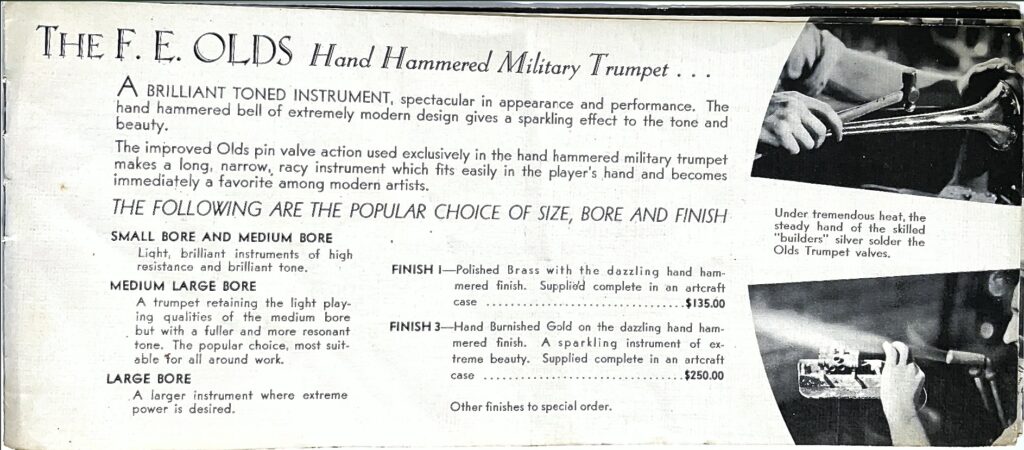 THE F. E. OLDS Hand Hammered Military Trumpet . . .
A BRILLIANT TONED INSTRUMENT, spectacular in appearance and performance. The
hand hammered bell of extremely modern design gives a sparkling effect to the tone and
beauty.
The improved Olds pin valve action used exclusively in the hand hammered military trumpet
makes a long, narrow, racy instrument which fits easily in the player's hand and becomes
immediately a favorite among modern artists.
THE FOLLOWING ARE THE POPULAR CHOICE OF SIZE, BORE AND FINISH
SMALL BORE AND MEDIUM BORE
Light, brilliant instruments of high
resistance and brilliant tone.
MEDIUM LARGE BORE
A trumpet retaining the light play-
ing qualities of the medium bore
but with a fuller and more resonant
tone. The popular choice, most suit-
able for all around work.
LARGE BORE
A larger instrument where extreme
power is desired.
FINISH 1—Polished Brass with the dazzling hand ham-
mered finish. Supplied complete in an artcraft
case ........................................$135.00
FINISH 3—Hand Burnished Gold on the dazzling hand ham-
mered finish. A sparkling instrument of ex-
treme beauty. Supplied complete in an artcraft
case ........................................$250.00
Other finishes to special order.
Under tremendous heat, the
steady hand of the skilled
"builders" silver solder the
Olds Trumpet valves.